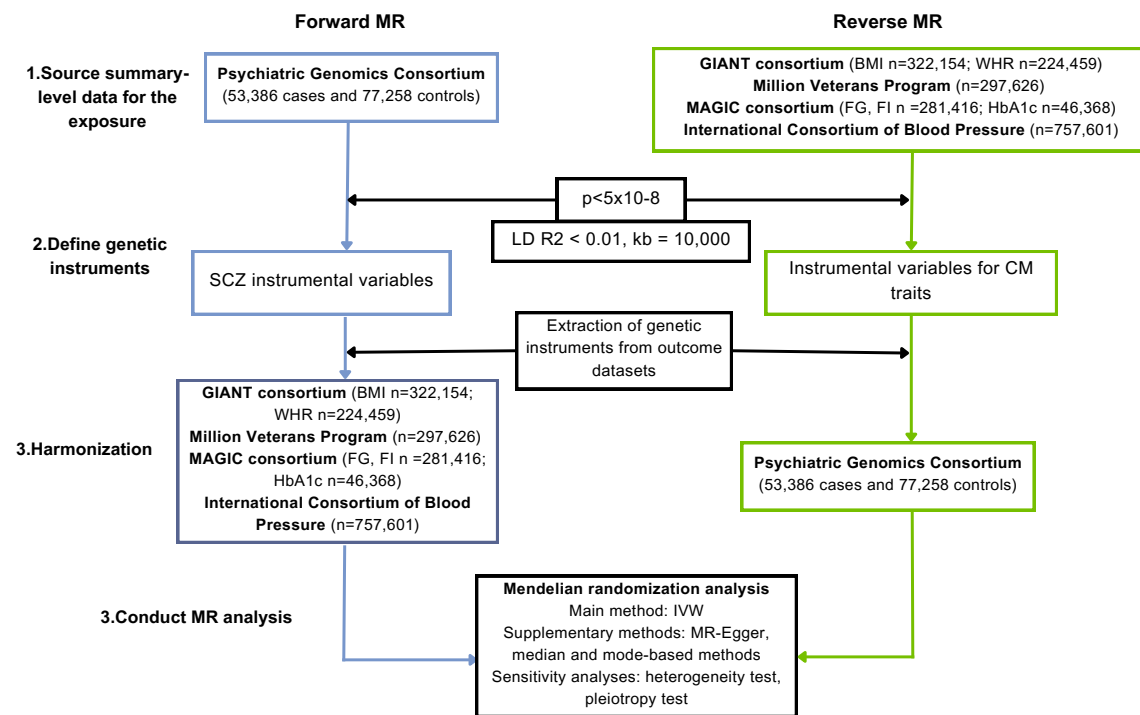 Forward MR
Reverse MR
1.Source summary-
level data for the
exposure
Psychiatric Genomics Consortium
(53,386 cases and 77,258 controls)
GIANT consortium (BMI n=322,154; WHR n=224,459)
Million Veterans Program (n=297,626)
MAGIC consortium (FG, FI n =281,416; HbA1c n=46,368)
International Consortium of Blood Pressure (n=757,601)
p<5x10-8
LD R2 < 0.01, kb = 10,000
2.Define genetic
instruments
SCZ instrumental variables
Instrumental variables for CM
traits
Extraction of genetic
instruments from outcome
datasets
3.Harmonization
GIANT consortium (BMI n=322,154;
WHR n=224,459)
Million Veterans Program (n=297,626)
MAGIC consortium (FG, FI n =281,416;
HbA1c n=46,368)
International Consortium of Blood
Pressure (n=757,601)
Psychiatric Genomics Consortium
(53,386 cases and 77,258 controls)
3.Conduct MR analysis
Mendelian randomization analysis
Main method: IVW
Supplementary methods: MR-Egger,
median and mode-based methods
Sensitivity analyses: heterogeneity test,
pleiotropy test